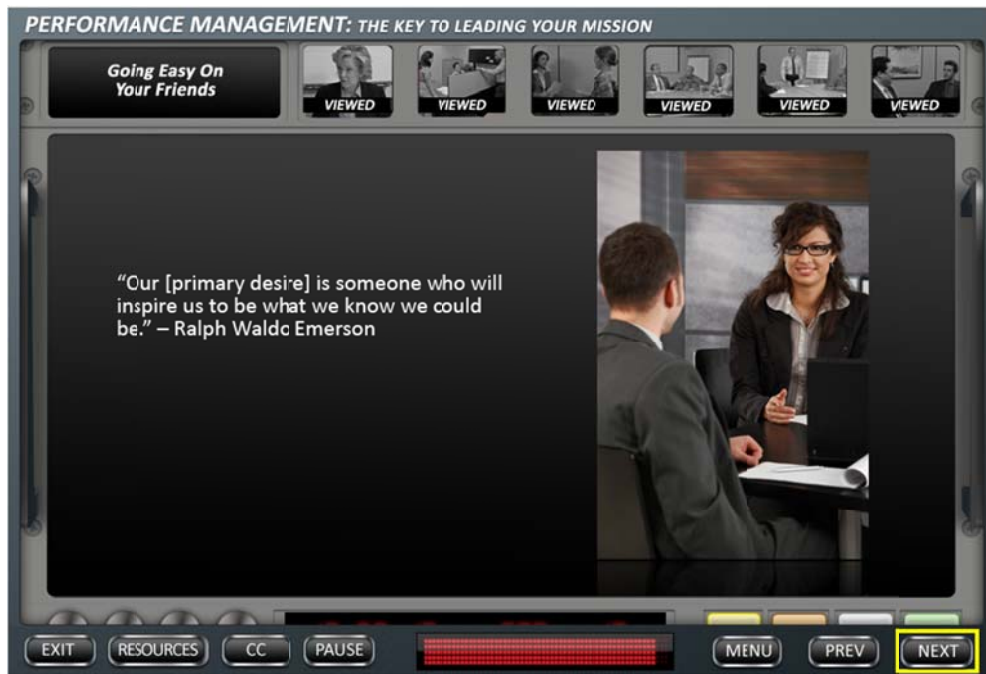 PERFORMANCE MANAGEMENT: THE KEY TO LEADING YOUR MISSION
Going Easy On
Your Friends
VIEWED
VIEWED
VIEWED
VIEWED
VIEWED
VIEWED
“Our [primary desire] is someone who will
inspire us to be what we know we could
be.” – Ralph Waldo Emerson
EXIT
RESOURCES
CC
PAUSE
MENU
PREV
NEXT